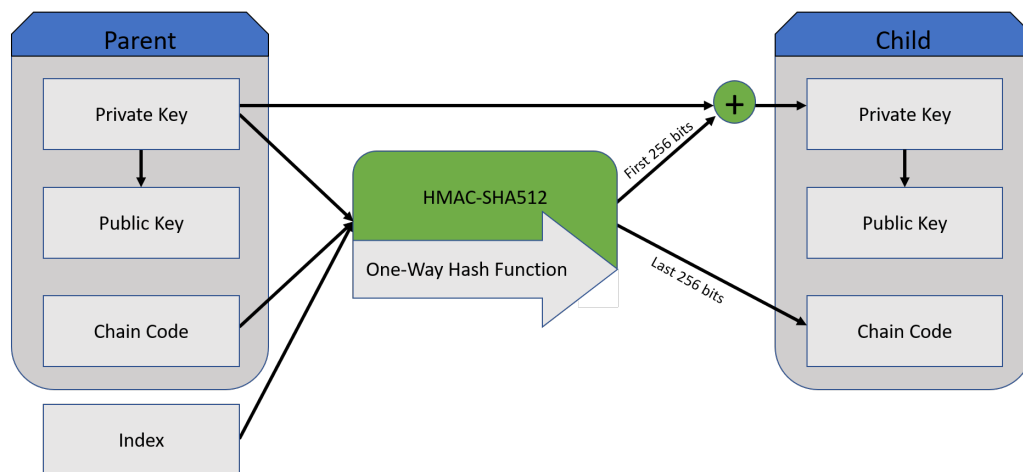 Parent
Child
Private Key
Private Key
First 256 bits
HMAC-SHA512
Public Key
Public Key
One-Way Hash Function
Last 256 bits
Chain Code
Chain Code
Index